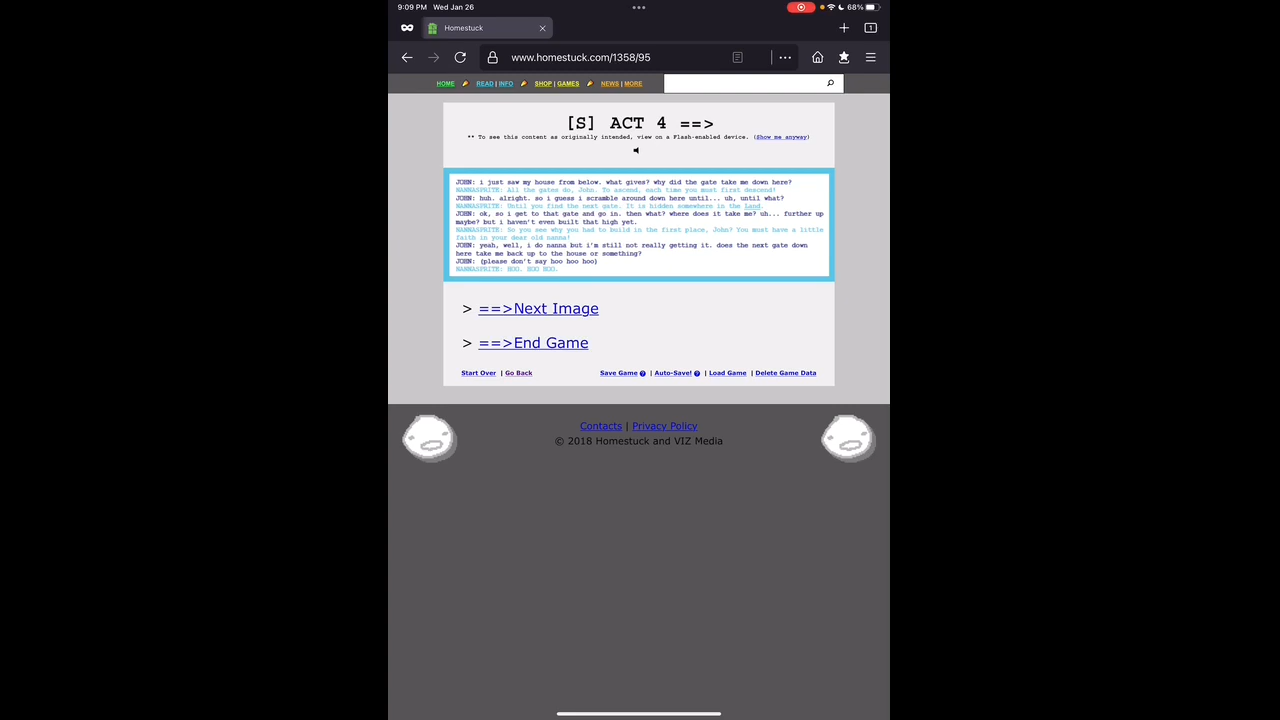 9:09 PM Wed Jan 26
68%
Homestuck
1
www.homestuck.com/1358/95
HOME READ | INFO SHOP | GAMES NEWS | MORE
[S] ACT 4 ==>
** To see this content as originally intended, view on a Flash-enabled device. (Show me anyway)
JOHN: i just saw my house from below. what gives? why did the gate take me down here?
NANNASPRITE: All the gates do, John. To ascend, each time you must first descend!
JOHN: huh. alright. so i guess i scramble around down here until... uh, until what?
NANNASPRITE: Until you find the next gate. It is hidden somewhere in the Land.
JOHN: ok, so i get to that gate and go in. then what? where does it take me? uh... further up
maybe? but i haven't even built that high yet.
NANNASPRITE: So you see why you had to build in the first place, John? You must have a little
faith in your dear old nanna!
JOHN: yeah, well, i do nanna but i'm still not really getting it. does the next gate down
here take me back up to the house or something?
JOHN: (please don't say hoo hoo hoo)
NANNASPRITE: HOO. HOO HOO.
> ==>Next Image
> ==>End Game
Start Over | Go Back Save Game ? | Auto-Save! ? | Load Game | Delete Game Data
Contacts | Privacy Policy
© 2018 Homestuck and VIZ Media